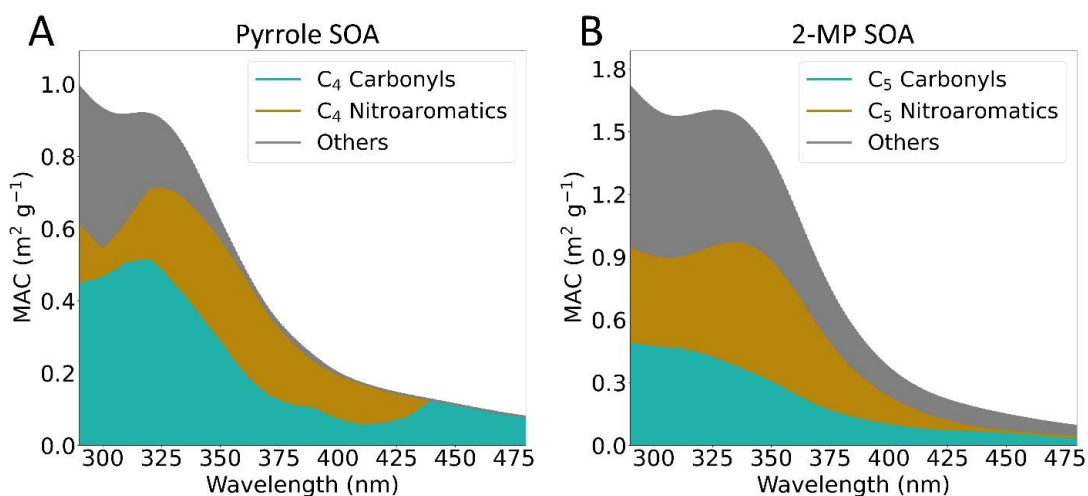 A
Pyrrole SOA
C₄ Carbonyls
C₄ Nitroaromatics
Others
MAC (m² g⁻¹)
1.0
0.8
0.6
0.4
0.2
0.0
300 325 350 375 400 425 450 475
Wavelength (nm)
B
2-MP SOA
C₅ Carbonyls
C₅ Nitroaromatics
Others
MAC (m² g⁻¹)
1.8
1.5
1.2
0.9
0.6
0.3
0.0
300 325 350 375 400 425 450 475
Wavelength (nm)